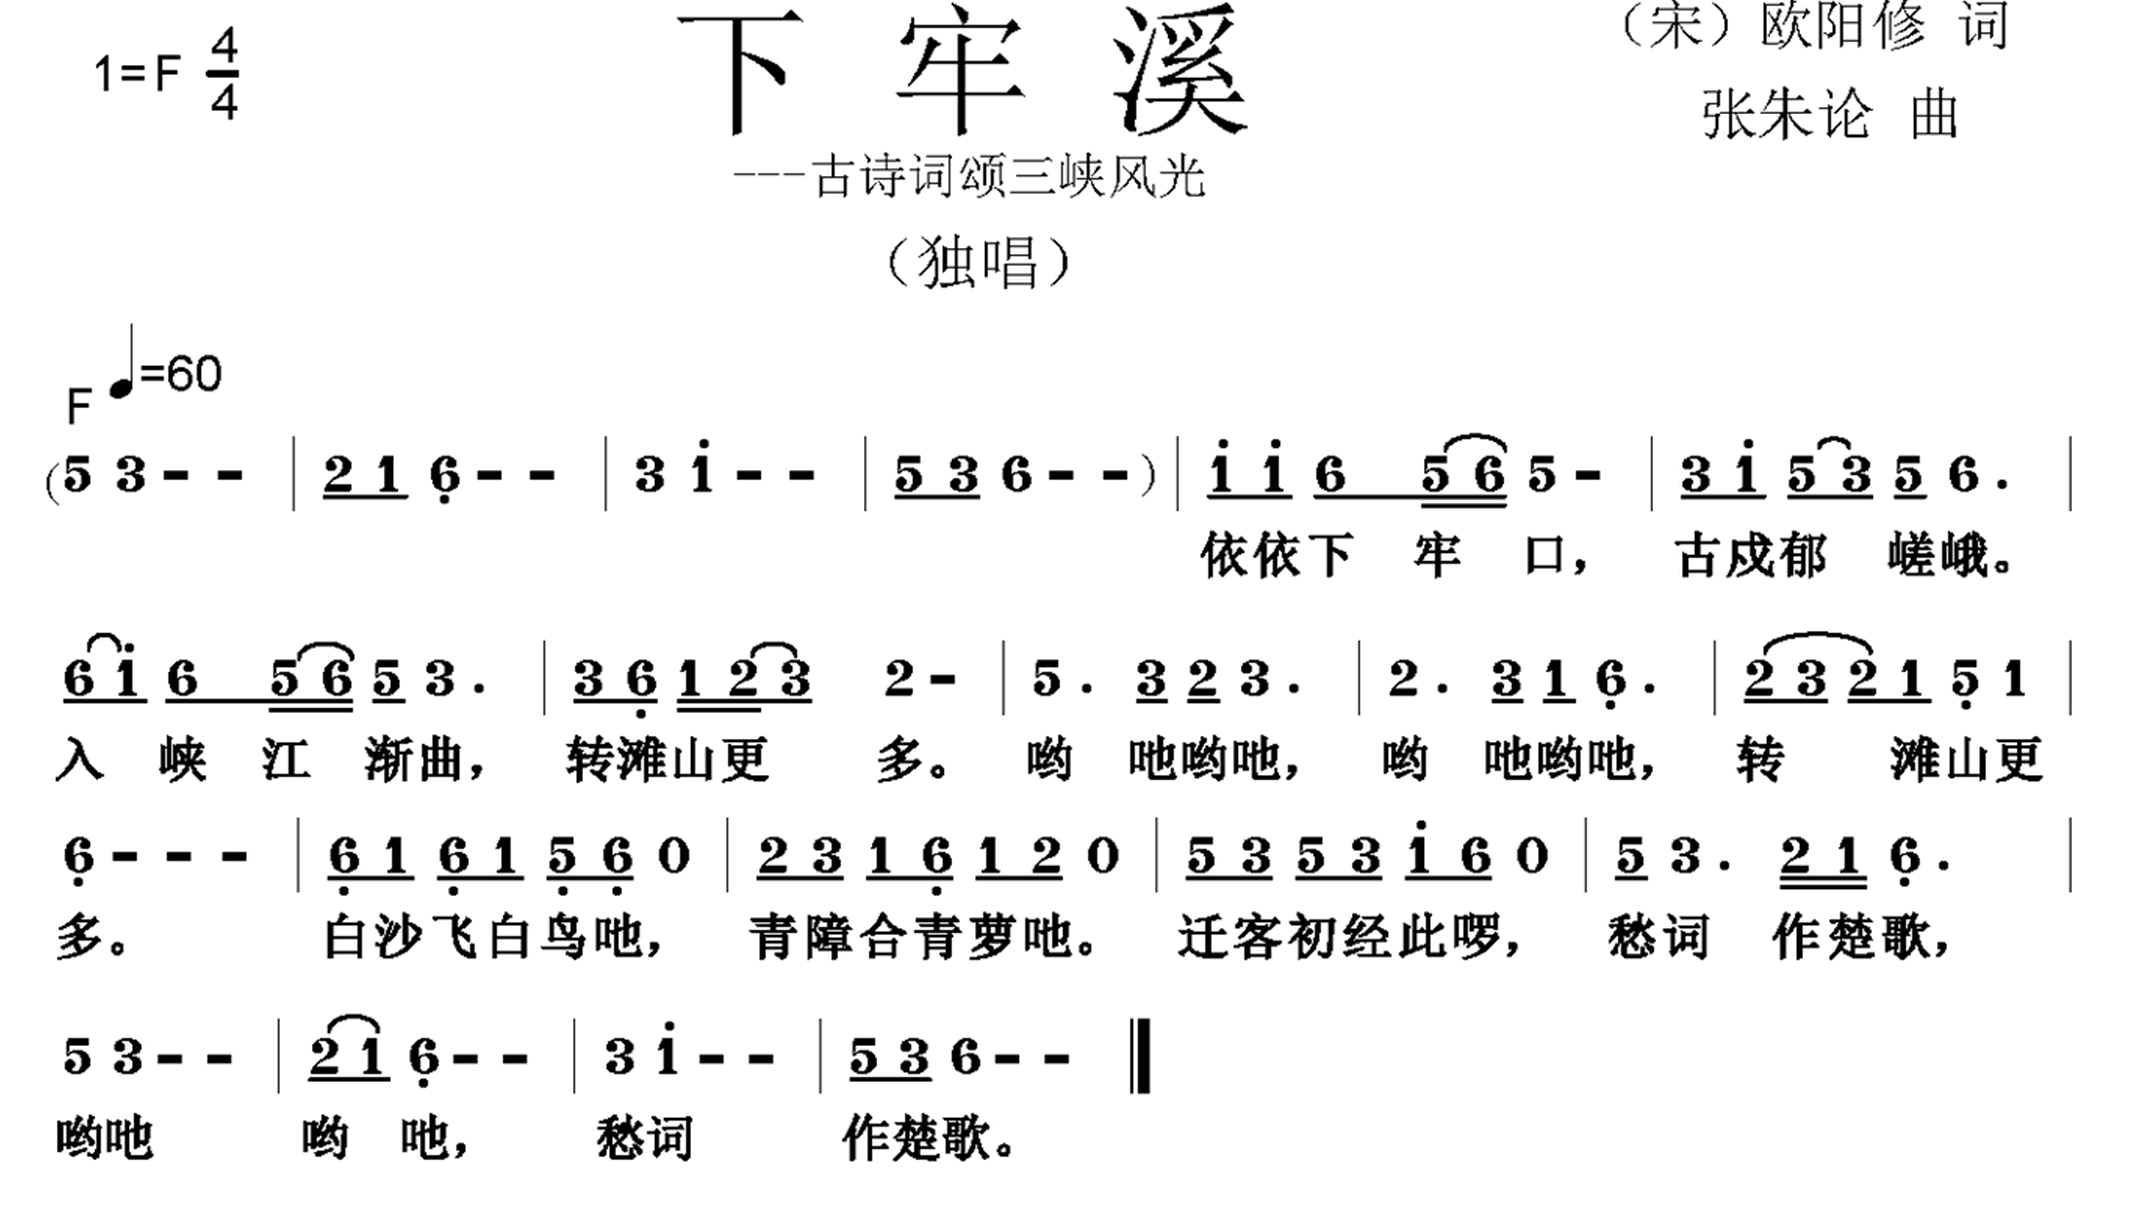 1=F 4/4
下 牢 溪
（宋）欧阳修 词
张朱论 曲
---古诗词颂三峡风光
（独唱）
F ♩=60
(5 3 - - | 2 1 6̣ - - | 3 1̇ - - | 5 3 6 - - ) | 1̇ 1̇ 6 5 6 5 - | 3 1̇ 5 3 5 6 . |
依依下 牢 口， 古戍郁 嵯峨。
6 1̇ 6 5 6 5 3 . | 3 6̣ 1 2 3 2 - | 5 . 3 2 3 . | 2 . 3 1 6̣ . | 2 3 2 1 5̣ 1 |
入 峡 江 渐曲， 转滩山更 多。 哟 吔哟吔， 哟 吔哟吔， 转 滩山更
6̣ - - - | 6̣ 1 6̣ 1 5̣ 6̣ 0 | 2 3 1 6̣ 1 2 0 | 5 3 5 3 1̇ 6 0 | 5 3 . 2 1 6̣ . |
多。 白沙飞白鸟吔， 青障合青萝吔。 迁客初经此啰， 愁词 作楚歌，
5 3 - - | 2 1 6̣ - - | 3 1̇ - - | 5 3 6 - - ‖
哟吔 哟 吔， 愁词 作楚歌。